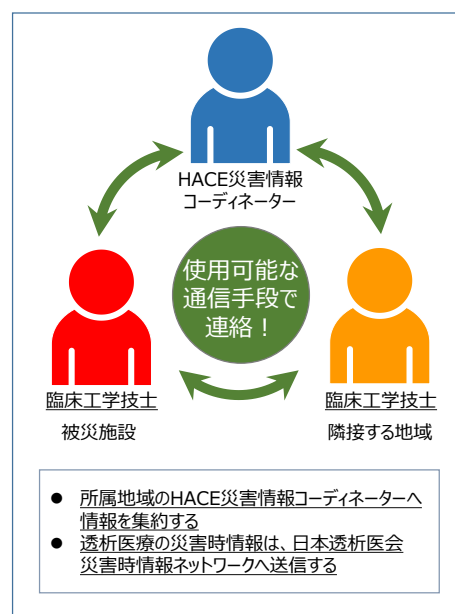 HACE災害情報
コーディネーター
使用可能な
通信手段で
連絡！
臨床工学技士
被災施設
臨床工学技士
隣接する地域
● 所属地域のHACE災害情報コーディネーターへ
情報を集約する
● 透析医療の災害時情報は、日本透析医会
災害時情報ネットワークへ送信する